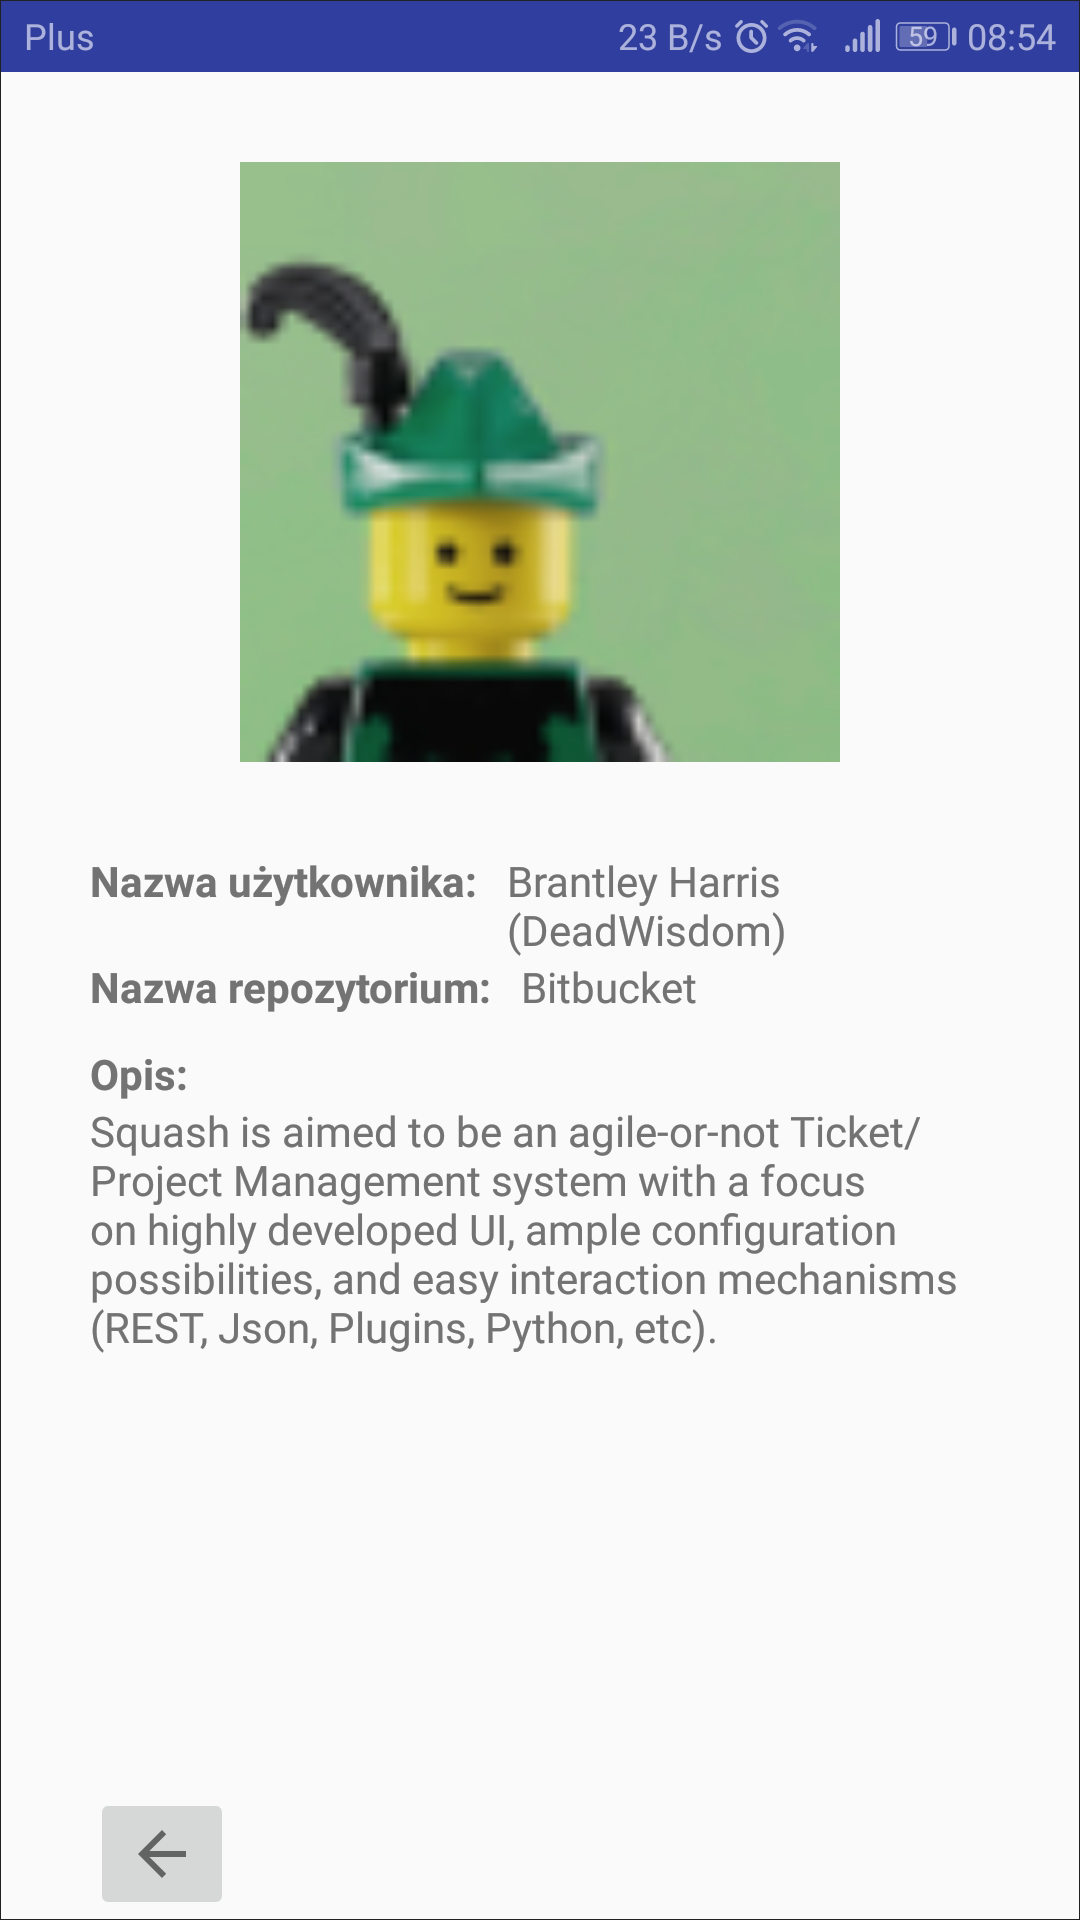 Plus 23 B/s 59 08:54
Nazwa użytkownika: Brantley Harris
(DeadWisdom)
Nazwa repozytorium: Bitbucket
Opis:
Squash is aimed to be an agile-or-not Ticket/
Project Management system with a focus
on highly developed UI, ample configuration
possibilities, and easy interaction mechanisms
(REST, Json, Plugins, Python, etc).